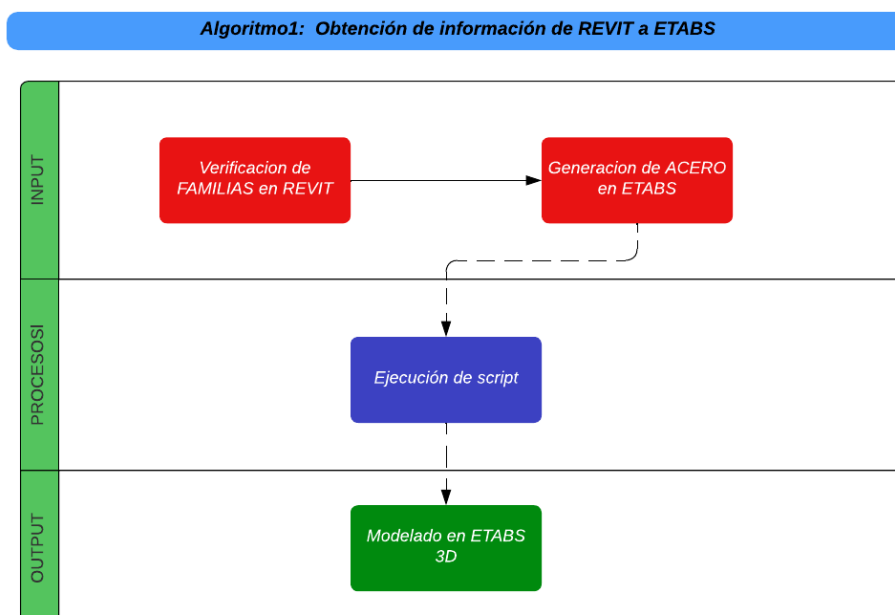 Algoritmo1: Obtención de información de REVIT a ETABS
INPUT
Verificacion de
FAMILIAS en REVIT
Generacion de ACERO
en ETABS
PROCESOSI
Ejecución de script
OUTPUT
Modelado en ETABS
3D